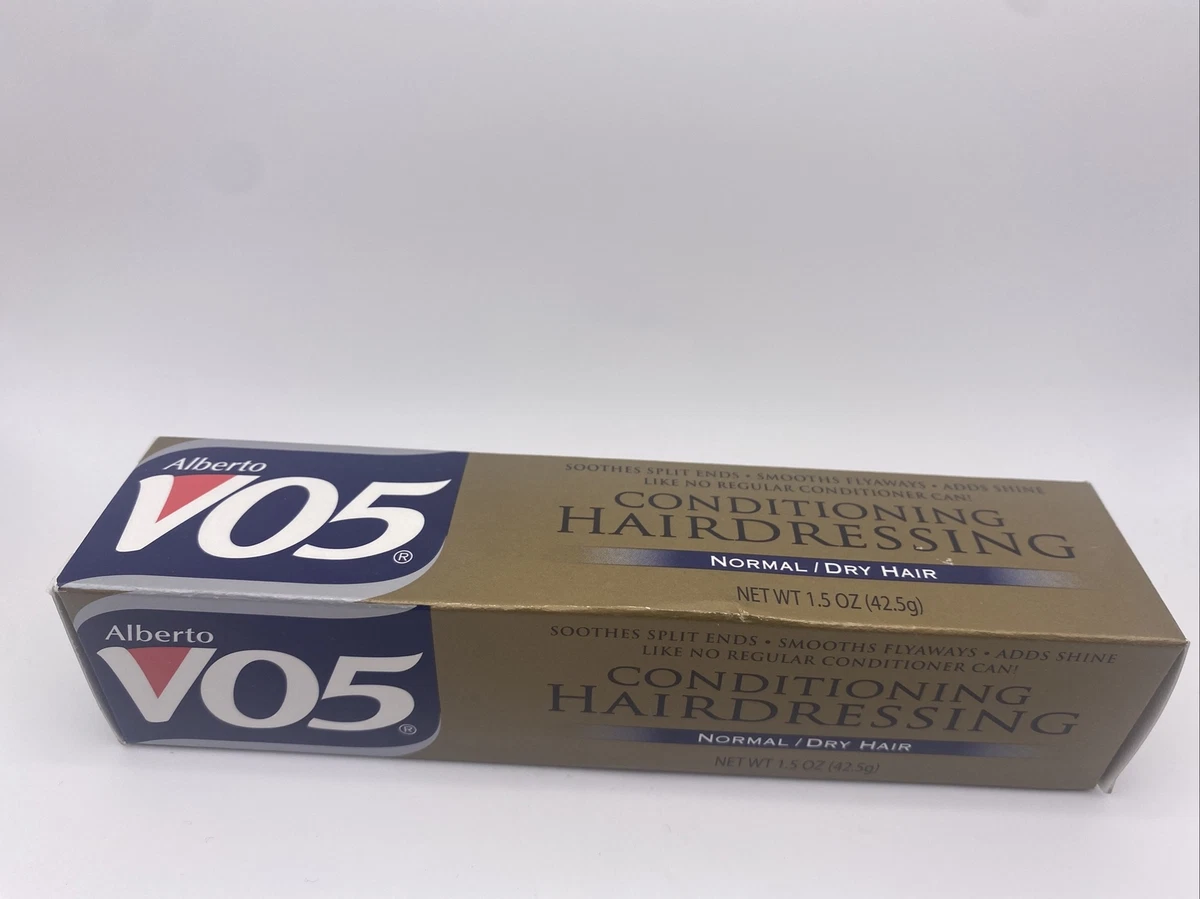 Alberto
VO5®
SOOTHES SPLIT ENDS • SMOOTHS FLYAWAYS • ADDS SHINE
LIKE NO REGULAR CONDITIONER CAN!
CONDITIONING
HAIRDRESSING
NORMAL / DRY HAIR
NET WT 1.5 OZ (42.5g)
Alberto
VO5®
SOOTHES SPLIT ENDS • SMOOTHS FLYAWAYS • ADDS SHINE
LIKE NO REGULAR CONDITIONER CAN!
CONDITIONING
HAIRDRESSING
NORMAL / DRY HAIR
NET WT 1.5 OZ (42.5g)